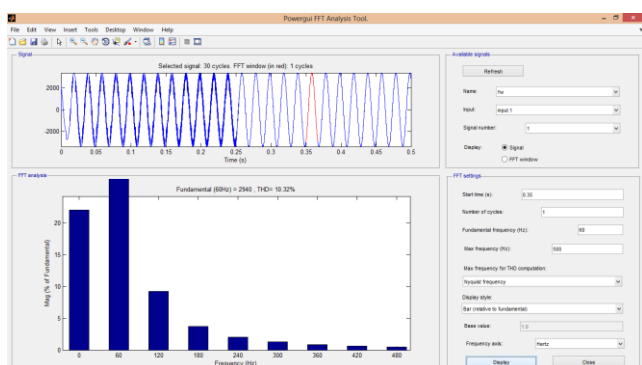 Powergui FFT Analysis Tool.
File Edit View Insert Tools Desktop Window Help
Signal
Selected signal: 30 cycles. FFT window (in red): 1 cycles
2000
0
-2000
0 0.05 0.1 0.15 0.2 0.25 0.3 0.35 0.4 0.45 0.5
Time (s)
FFT analysis
Fundamental (60Hz) = 2940 , THD= 10.32%
Mag (% of Fundamental)
20
15
10
5
0
0 60 120 180 240 300 360 420 480
Frequency (Hz)
Available signals
Refresh
Name:
Input: input 1
Signal number: 1
Display: Signal
FFT window
FFT settings
Start time (s): 0.35
Number of cycles: 1
Fundamental frequency (Hz): 60
Max frequency (Hz): 500
Max frequency for THD computation:
Nyquist frequency
Display style:
Bar (relative to fundamental)
Base value: 1.0
Frequency axis: Hertz
Display Close